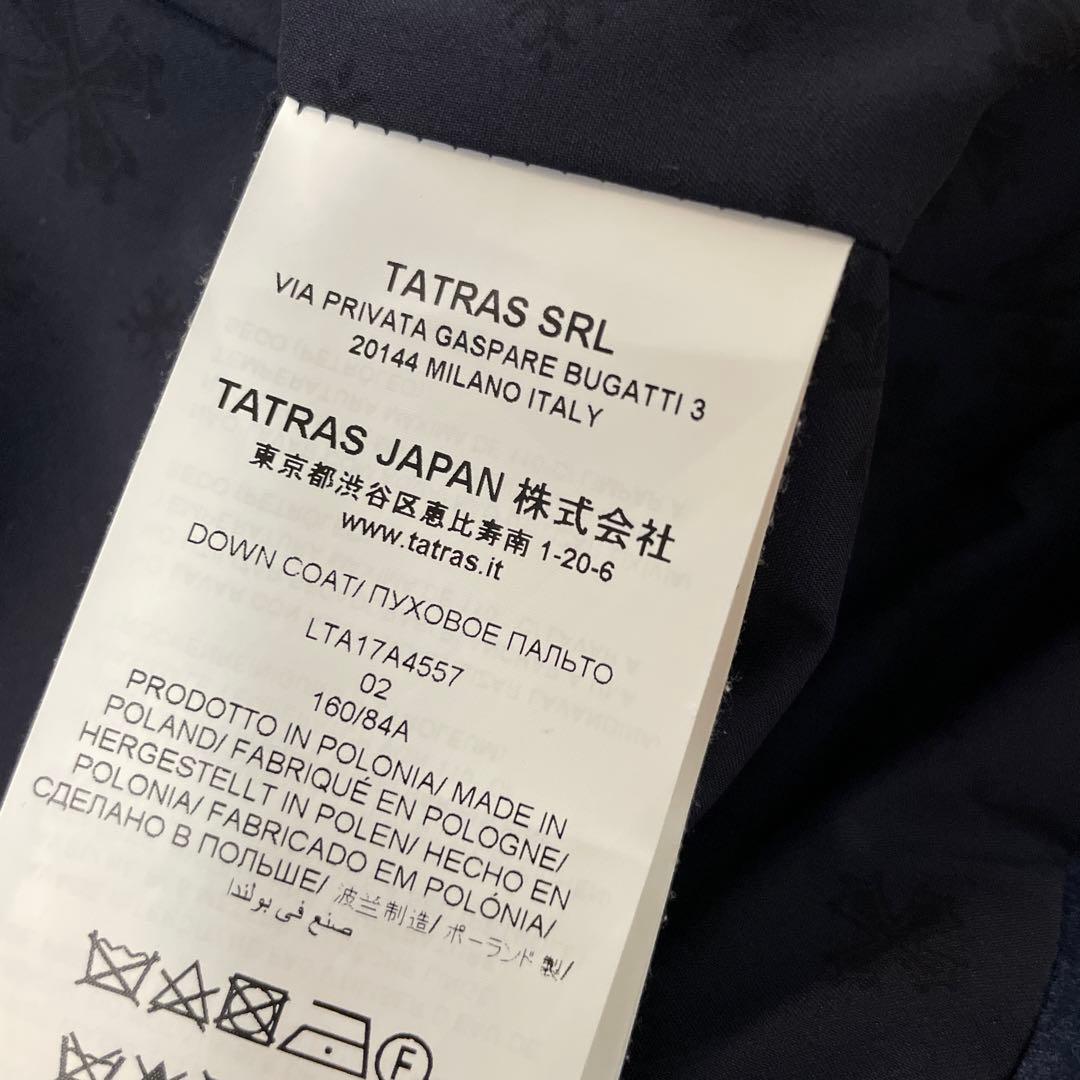 TATRAS SRL
VIA PRIVATA GASPARE BUGATTI 3
20144 MILANO ITALY
TATRAS JAPAN 株式会社
東京都渋谷区恵比寿南 1-20-6
www.tatras.it
DOWN COAT/ ПУХОВОЕ ПАЛЬТО
LTA17A4557
02
160/84A
PRODOTTO IN POLONIA/ MADE IN
POLAND/ FABRIQUÉ EN POLOGNE/
HERGESTELLT IN POLEN/ HECHO EN
POLONIA/ FABRICADO EM POLÓNIA/
СДЕЛАНО В ПОЛЬШЕ/ 波兰制造/ ポーランド 製/
صنع في بولندا
F